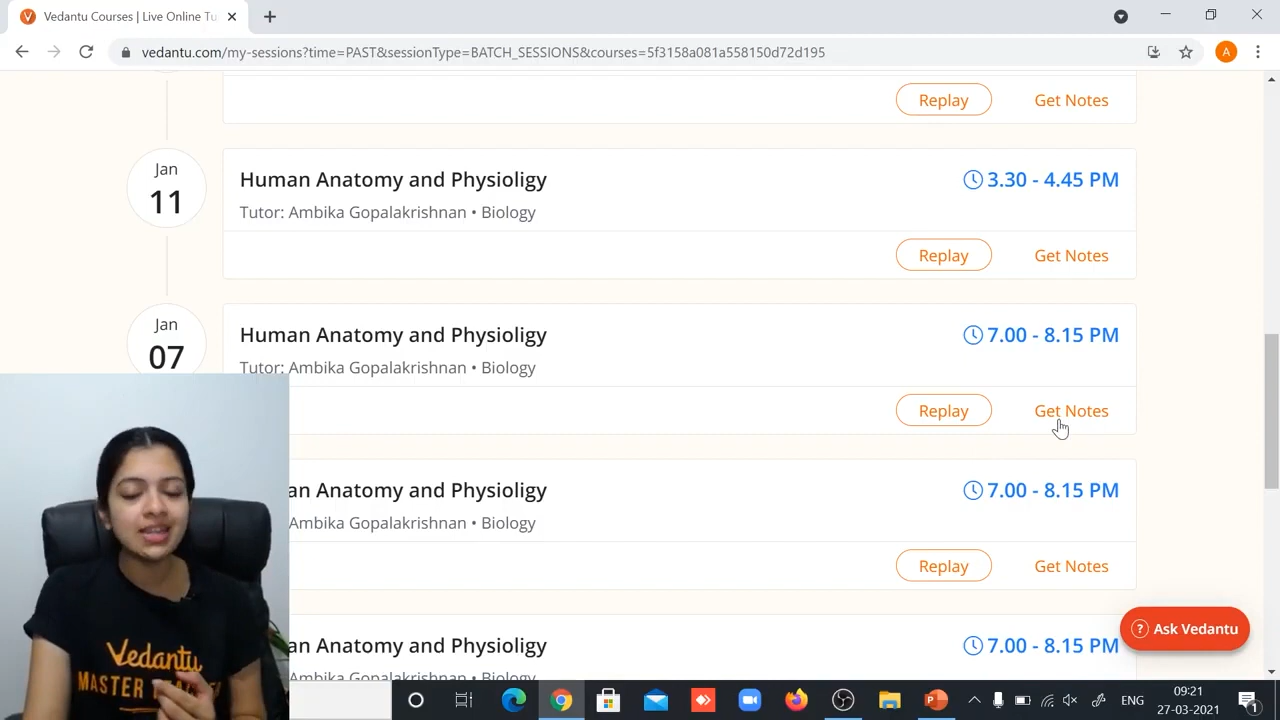 Vedantu Courses | Live Online Tu
vedantu.com/my-sessions?time=PAST&sessionType=BATCH_SESSIONS&courses=5f3158a081a558150d72d195
A
Replay Get Notes
Jan
11
Human Anatomy and Physioligy
3.30 - 4.45 PM
Tutor: Ambika Gopalakrishnan • Biology
Replay Get Notes
Jan
07
Human Anatomy and Physioligy
7.00 - 8.15 PM
Tutor: Ambika Gopalakrishnan • Biology
Replay Get Notes
an Anatomy and Physioligy
7.00 - 8.15 PM
Ambika Gopalakrishnan • Biology
Replay Get Notes
an Anatomy and Physioligy
7.00 - 8.15 PM
Ambika Gopalakrishnan • Biology
? Ask Vedantu
Vedantu
MASTER
ENG
09:21
27-03-2021
1